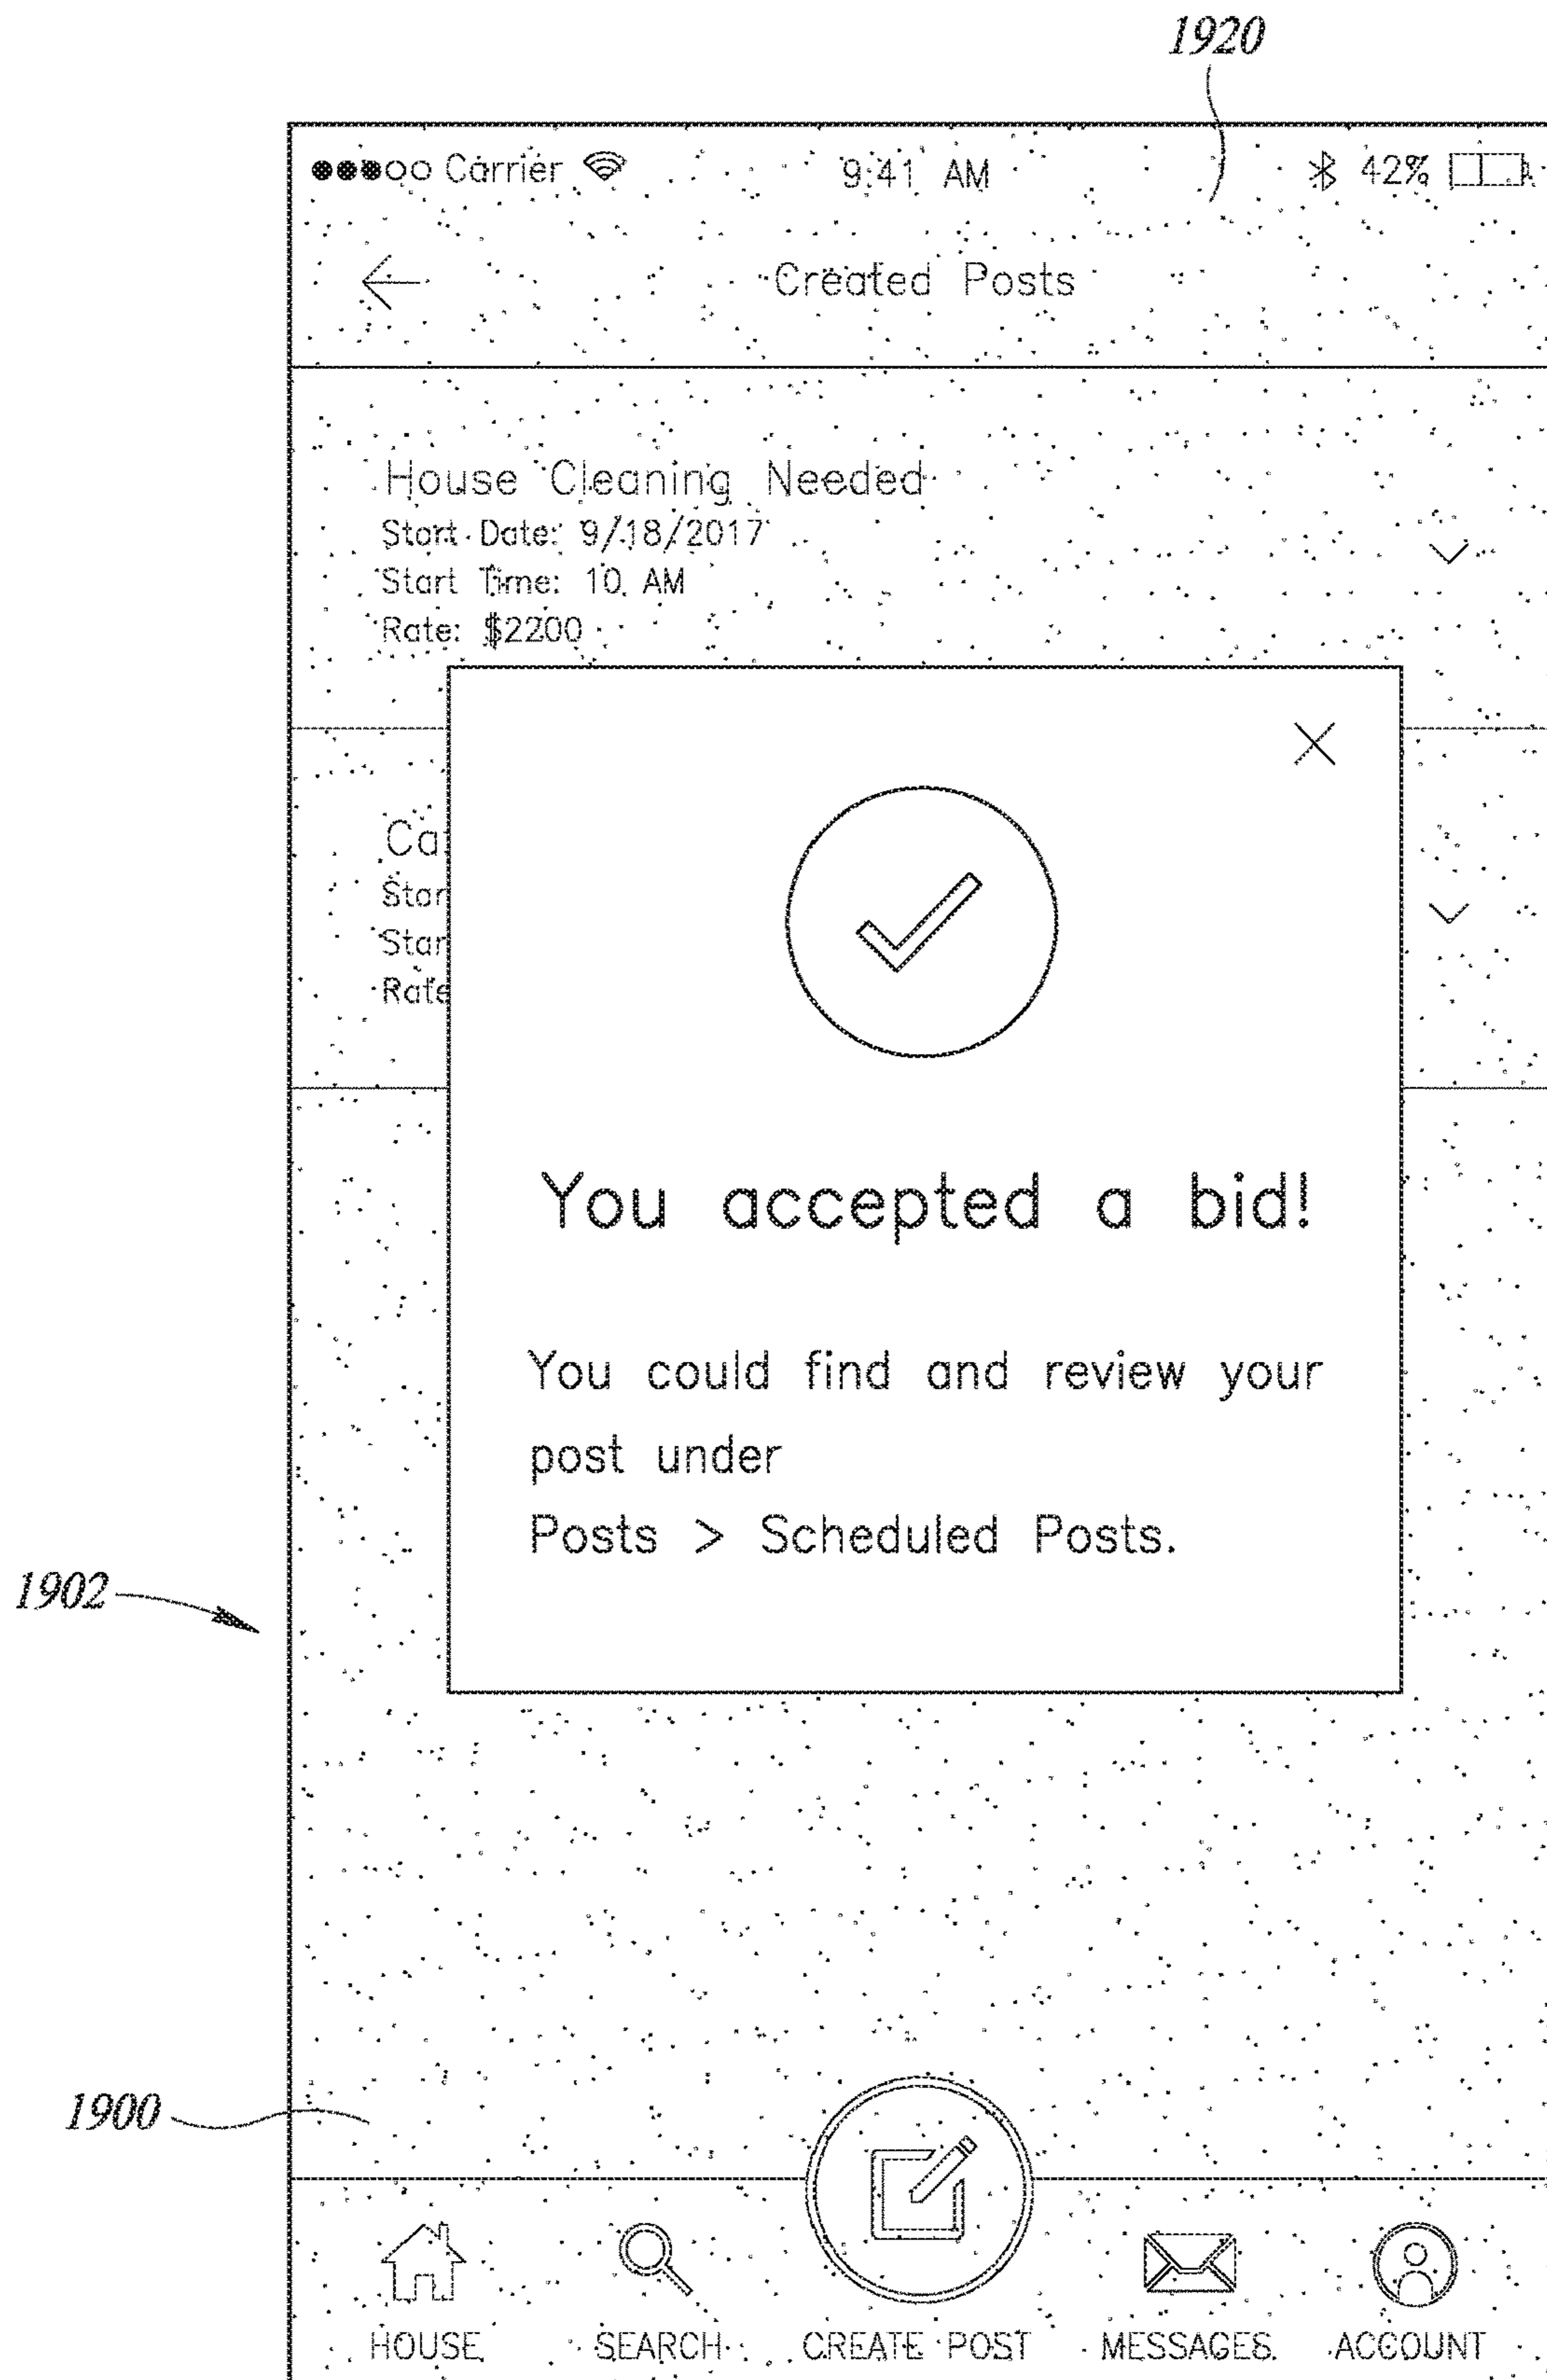 1920
Carrier 9:41 AM 42%
Created Posts
House Cleaning Needed
Start Date: 9/18/2017
Start Time: 10 AM
Rate: $2200
You accepted a bid!
You could find and review your
post under
Posts > Scheduled Posts.
1902
1900
HOUSE SEARCH CREATE POST MESSAGES ACCOUNT